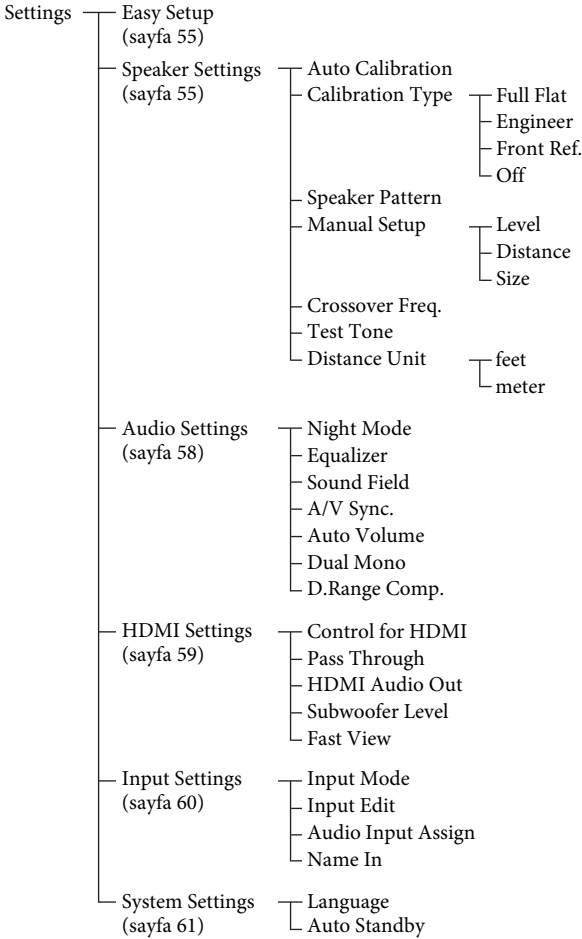 Settings
Easy Setup
(sayfa 55)
Speaker Settings
(sayfa 55)
Auto Calibration
Calibration Type
Full Flat
Engineer
Front Ref.
Off
Speaker Pattern
Manual Setup
Level
Distance
Size
Crossover Freq.
Test Tone
Distance Unit
feet
meter
Audio Settings
(sayfa 58)
Night Mode
Equalizer
Sound Field
A/V Sync.
Auto Volume
Dual Mono
D.Range Comp.
HDMI Settings
(sayfa 59)
Control for HDMI
Pass Through
HDMI Audio Out
Subwoofer Level
Fast View
Input Settings
(sayfa 60)
Input Mode
Input Edit
Audio Input Assign
Name In
System Settings
(sayfa 61)
Language
Auto Standby